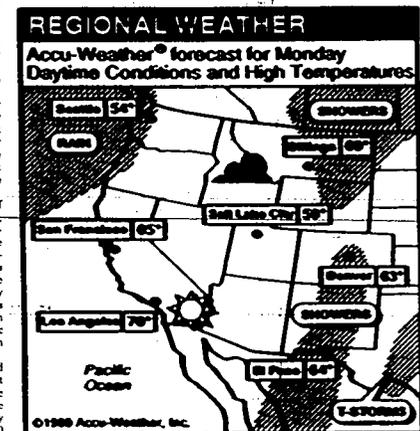 REGIONAL WEATHER
Accu-Weather® forecast for Monday
Daytime Conditions and High Temperatures
Seattle 54°
SHOWERS
RAIN
Billings 60°
Salt Lake City 59°
San Francisco 65°
Denver 63°
SHOWERS
Los Angeles 70°
El Paso 64°
Pacific
Ocean
T-STORMS
Accu-Weather, Inc.